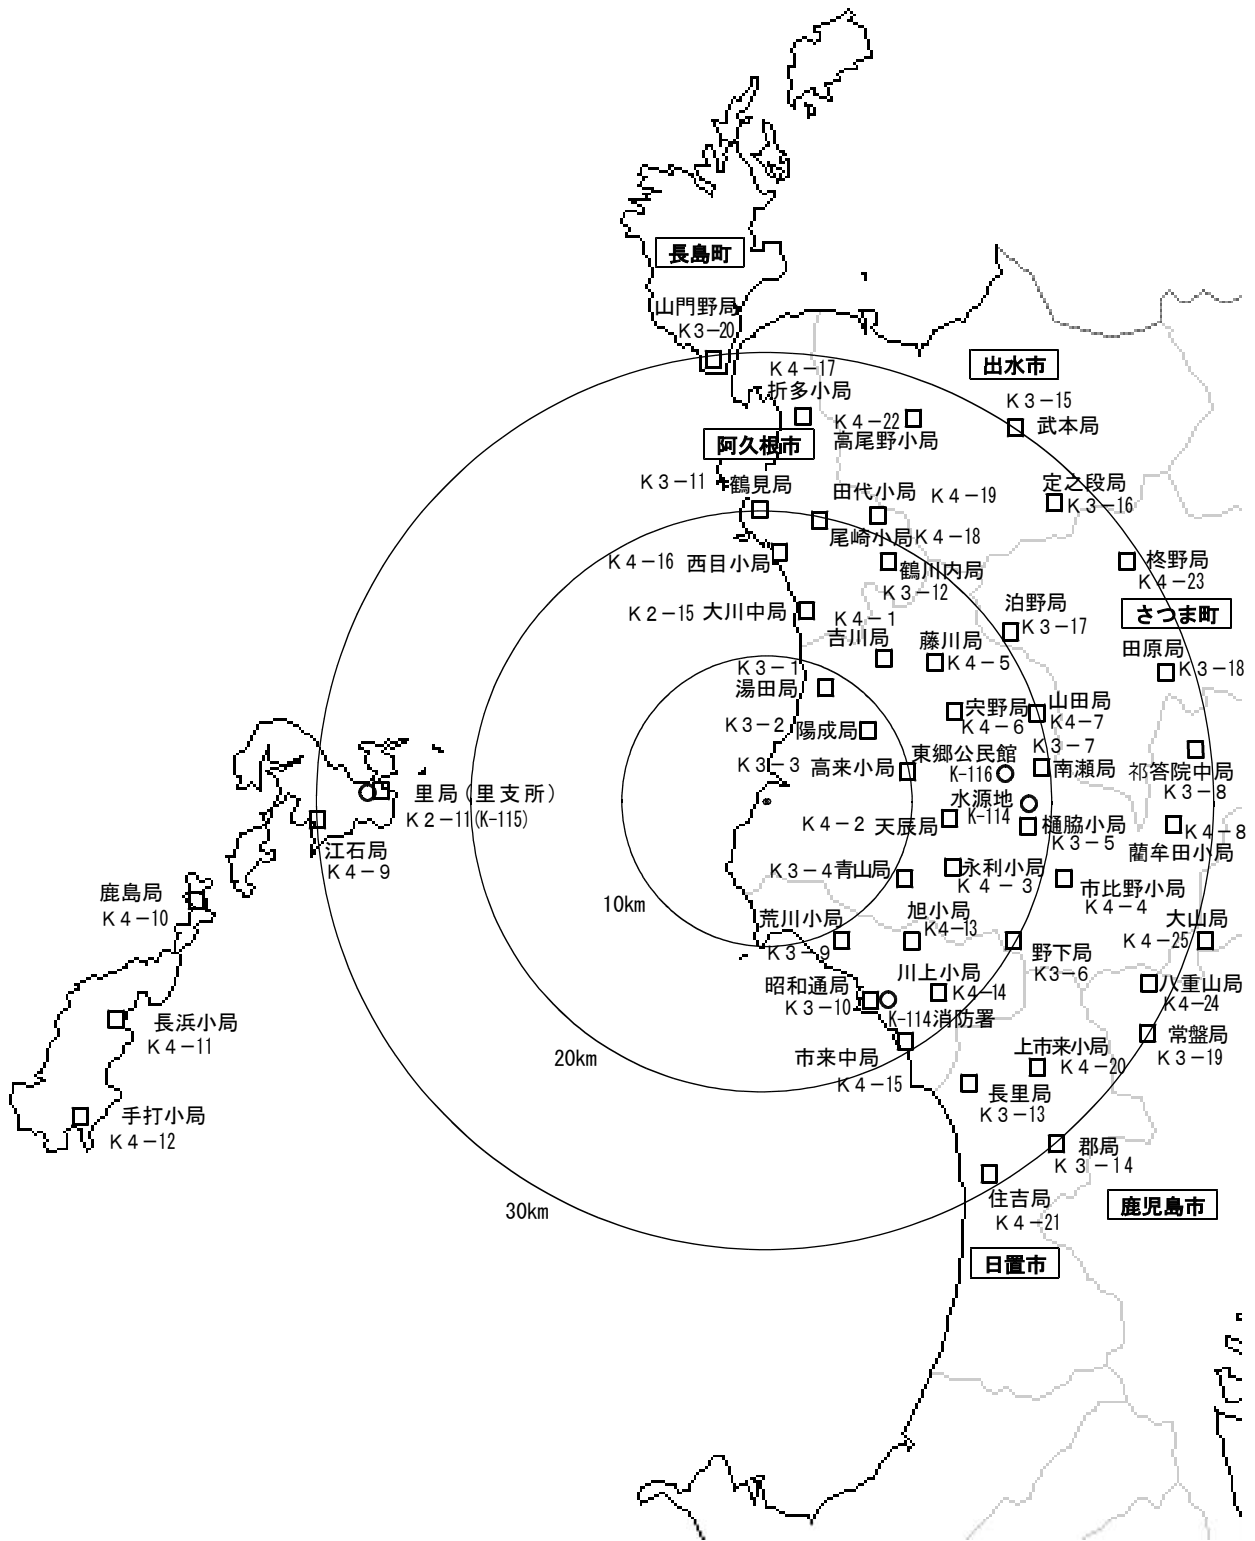 長島町
山門野局
K3-20
出水市
K4-17
折多小局
K3-15
武本局
K4-22
高尾野小局
阿久根市
K3-11
鶴見局
田代小局
K4-19
定之段局
K3-16
尾崎小局K4-18
K4-16
西目小局
鶴川内局
K3-12
柊野局
K4-23
さつま町
K2-15
大川中局
K4-1
吉川局
泊野局
K3-17
藤川局
K4-5
田原局
K3-18
K3-1
湯田局
宍野局
K4-6
山田局
K4-7
K3-2
陽成局
K3-7
南瀬局
東郷公民館
K-116
K3-3
高来小局
祁答院中局
K3-8
里局(里支所)
K2-11(K-115)
水源地
K-114
K4-2
天辰局
樋脇小局
K3-5
K4-8
藺牟田小局
江石局
K4-9
K3-4
青山局
永利小局
K4-3
市比野小局
K4-4
鹿島局
K4-10
10km
荒川小局
K3-9
旭小局
K4-13
大山局
K4-25
野下局
K3-6
昭和通局
K3-10
川上小局
K4-14
八重山局
K4-24
K-114消防署
長浜小局
K4-11
常盤局
K3-19
20km
市来中局
K4-15
上市来小局
K4-20
長里局
K3-13
手打小局
K4-12
郡局
K3-14
30km
住吉局
K4-21
鹿児島市
日置市